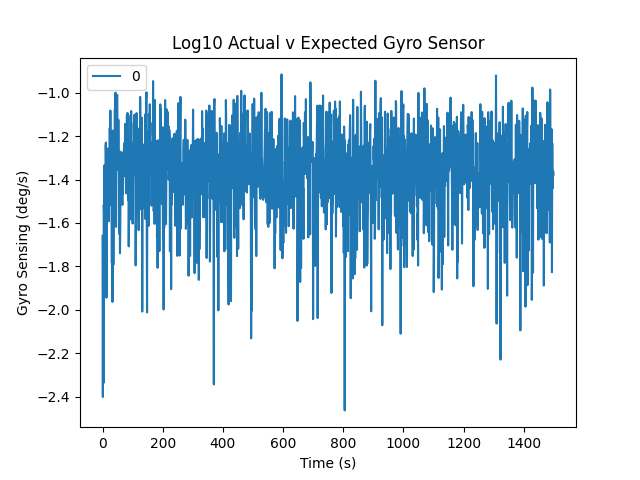 Log10 Actual v Expected Gyro Sensor
0
−1.0
−1.2
−1.4
−1.6
−1.8
−2.0
−2.2
−2.4
Gyro Sensing (deg/s)
0 200 400 600 800 1000 1200 1400
Time (s)